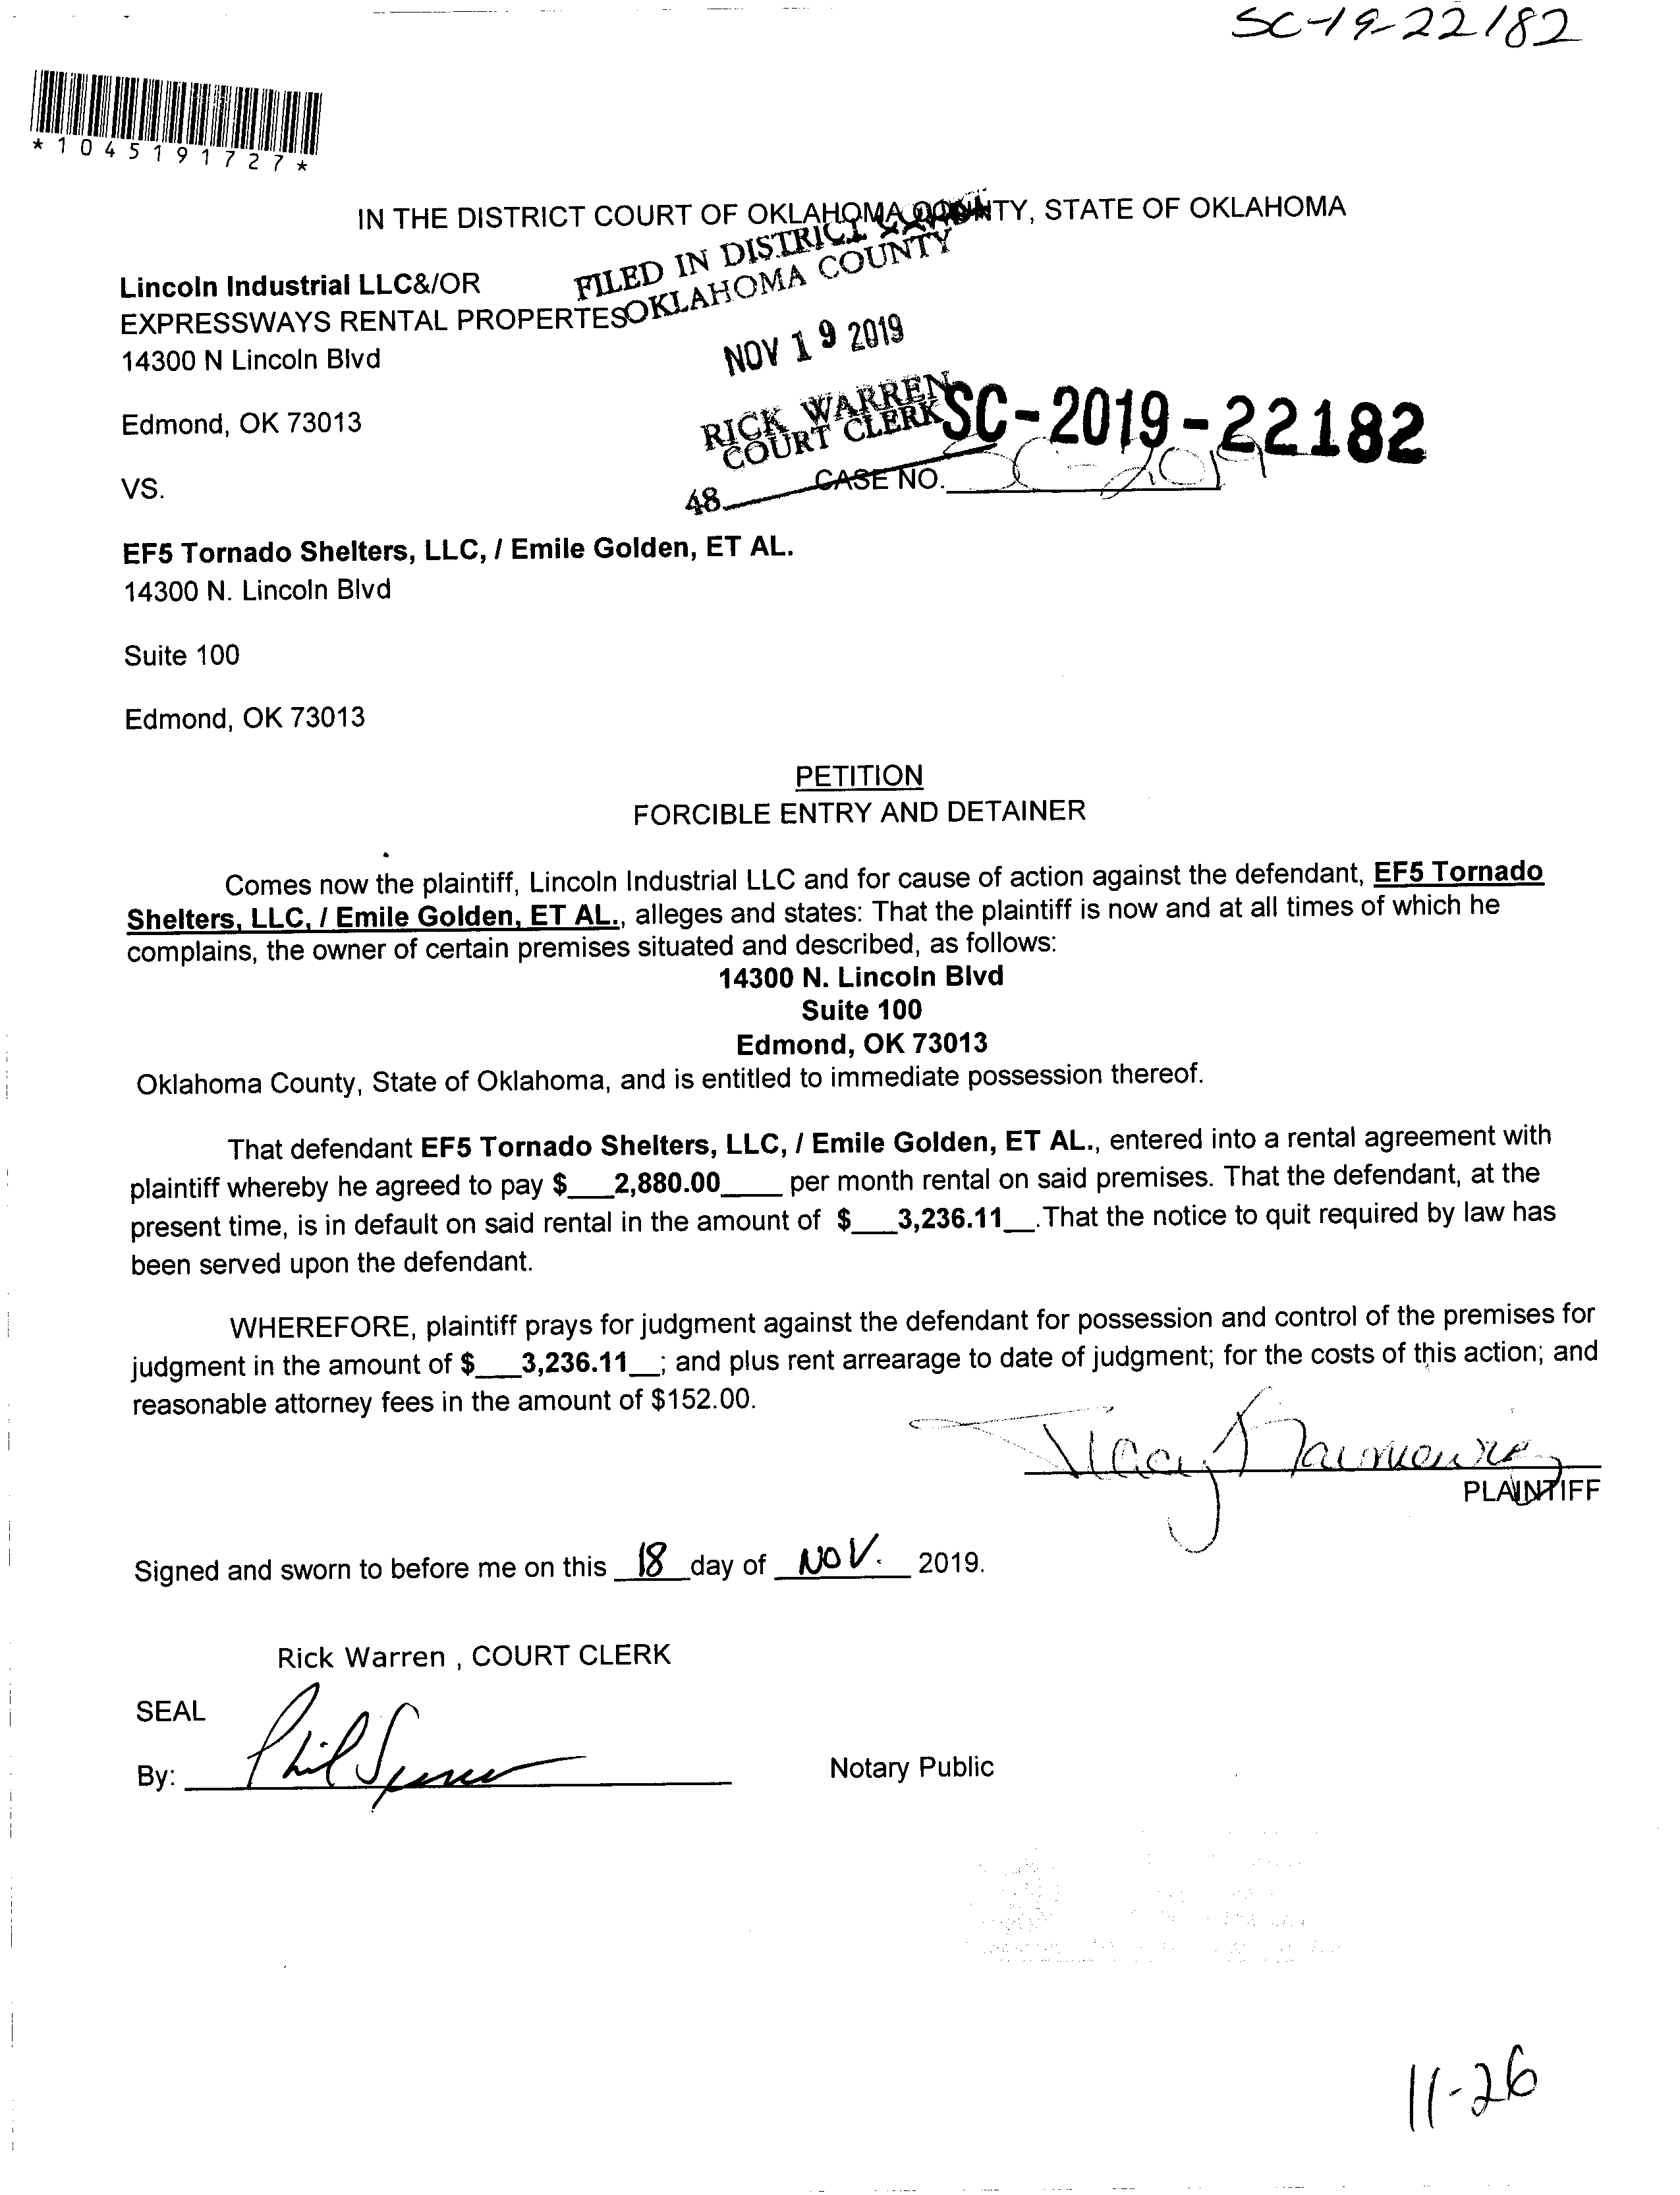 SC-19-22182
*1045191727*
IN THE DISTRICT COURT OF OKLAHOMA COUNTY, STATE OF OKLAHOMA
FILED IN DISTRICT
OKLAHOMA COUNTY
Lincoln Industrial LLC&/OR
EXPRESSWAYS RENTAL PROPERTES
14300 N Lincoln Blvd
NOV 19 2019
Edmond, OK 73013
RICK WARREN
COURT CLERK
SC-2019-22182
VS.
48
CASE NO. SC-2019
EF5 Tornado Shelters, LLC, / Emile Golden, ET AL.
14300 N. Lincoln Blvd
Suite 100
Edmond, OK 73013
PETITION
FORCIBLE ENTRY AND DETAINER
Comes now the plaintiff, Lincoln Industrial LLC and for cause of action against the defendant, EF5 Tornado
Shelters, LLC, / Emile Golden, ET AL., alleges and states: That the plaintiff is now and at all times of which he
complains, the owner of certain premises situated and described, as follows:
14300 N. Lincoln Blvd
Suite 100
Edmond, OK 73013
Oklahoma County, State of Oklahoma, and is entitled to immediate possession thereof.
That defendant EF5 Tornado Shelters, LLC, / Emile Golden, ET AL., entered into a rental agreement with
plaintiff whereby he agreed to pay $___2,880.00____ per month rental on said premises. That the defendant, at the
present time, is in default on said rental in the amount of $___3,236.11__.That the notice to quit required by law has
been served upon the defendant.
WHEREFORE, plaintiff prays for judgment against the defendant for possession and control of the premises for
judgment in the amount of $___3,236.11__; and plus rent arrearage to date of judgment; for the costs of this action; and
reasonable attorney fees in the amount of $152.00.
Tracy
PLAINTIFF
Signed and sworn to before me on this 18 day of NOV. 2019.
Rick Warren , COURT CLERK
SEAL
By: Phil
Notary Public
11-26